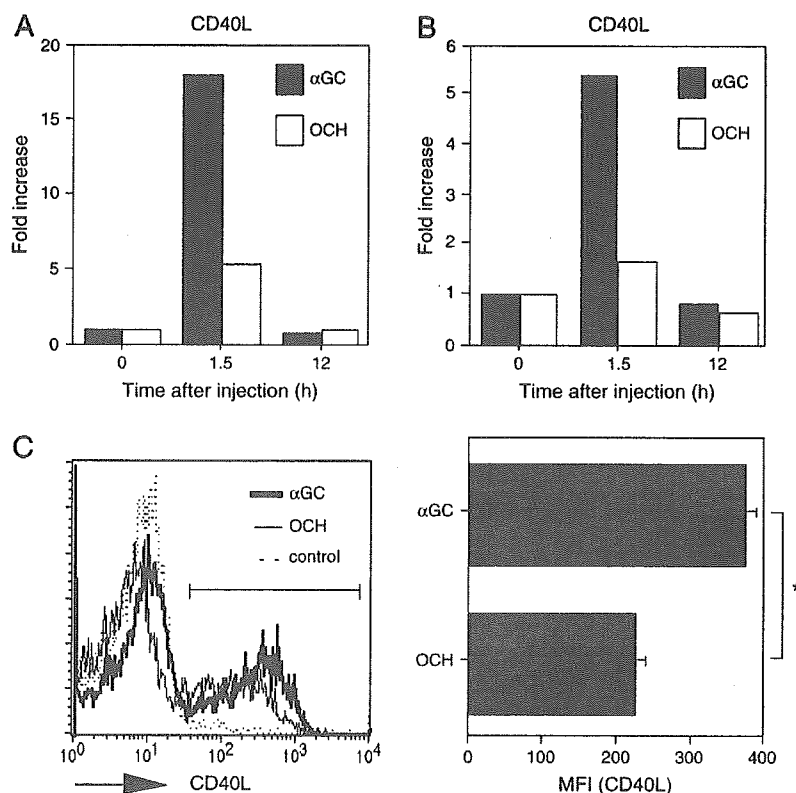 A
CD40L
20
15
10
5
0
Fold increase
αGC
OCH
0
1.5
12
Time after injection (h)
B
CD40L
6
5
4
3
2
1
0
Fold increase
αGC
OCH
0
1.5
12
Time after injection (h)
C
αGC
OCH
control
10⁰
10¹
10²
10³
10⁴
CD40L
αGC
OCH
*
0
100
200
300
400
MFI (CD40L)